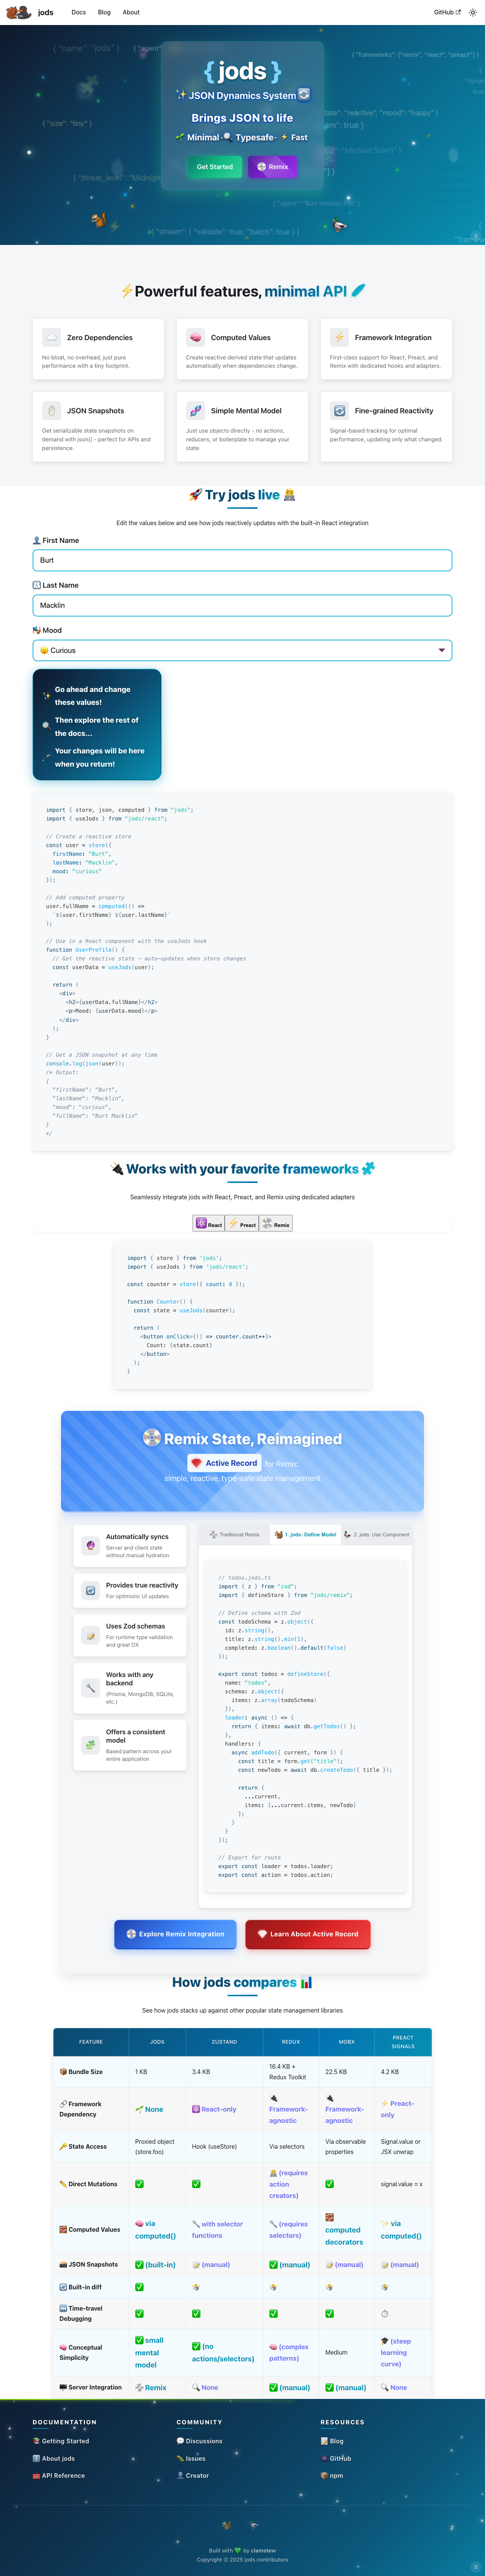 jods
Docs
Blog
About
GitHub
{ name: "jods" }
{ "frameworks": ["remix", "react", "preact"] }
{ "size": "tiny" }
{jods}
JSON Dynamics System
Brings JSON to life
Minimal · Typesafe · Fast
Get Started
Remix
Powerful features, minimal API
Zero Dependencies
No bloat, no overhead, just pure
performance with a tiny footprint.
Computed Values
Create reactive derived state that updates
automatically when dependencies change.
Framework Integration
First-class support for React, Preact, and
Remix with dedicated hooks and adapters.
JSON Snapshots
Get serializable state snapshots on
demand with json() - perfect for APIs and
persistence.
Simple Mental Model
Just use objects directly - no actions,
reducers, or boilerplate to manage your
state.
Fine-grained Reactivity
Signal-based tracking for optimal
performance, updating only what changed.
Try jods live
Edit the values below and see how jods reactively updates with the built-in React integration
First Name
Burt
Last Name
Macklin
Mood
Curious
Go ahead and change
these values!
Then explore the rest of
the docs...
Your changes will be here
when you return!
import { store, json, computed } from "jods";
import { useJods } from "jods/react";
// Create a reactive store
const user = store({
firstName: "Burt",
lastName: "Macklin",
mood: "curious"
});
// Add computed property
user.fullName = computed(() =>
`${user.firstName} ${user.lastName}`
);
// Use in a React component with the useJods hook
function UserProfile() {
// Get the reactive state - auto-updates when store changes
const userData = useJods(user);
return (
<div>
<h2>{userData.fullName}</h2>
<p>Mood: {userData.mood}</p>
</div>
);
}
// Get a JSON snapshot at any time
console.log(json(user));
/* Output:
{
"firstName": "Burt",
"lastName": "Macklin",
"mood": "curious",
"fullName": "Burt Macklin"
}
*/
Works with your favorite frameworks
Seamlessly integrate jods with React, Preact, and Remix using dedicated adapters
React
Preact
Remix
import { store } from 'jods';
import { useJods } from 'jods/react';
const counter = store({ count: 0 });
function Counter() {
const state = useJods(counter);
return (
<button onClick={() => counter.count++}>
Count: {state.count}
</button>
);
}
Remix State, Reimagined
Active Record for Remix:
simple, reactive, type-safe state management
Automatically syncs
Server and client state
without manual hydration
Provides true reactivity
For optimistic UI updates
Uses Zod schemas
For runtime type validation
and great DX
Works with any
backend
(Prisma, MongoDB, SQLite,
etc.)
Offers a consistent
model
Based pattern across your
entire application
Traditional Remix
1. jods: Define Model
2. jods: Use Component
// todos.jods.ts
import { z } from "zod";
import { defineStore } from "jods/remix";
// Define schema with Zod
const todoSchema = z.object({
id: z.string(),
title: z.string().min(1),
completed: z.boolean().default(false)
});
export const todos = defineStore({
name: "todos",
schema: z.object({
items: z.array(todoSchema)
}),
loader: async () => {
return { items: await db.getTodos() };
},
handlers: {
async addTodo({ current, form }) {
const title = form.get("title");
const newTodo = await db.createTodo({ title });
return {
...current,
items: [...current.items, newTodo]
};
}
}
});
// Export for route
export const loader = todos.loader;
export const action = todos.action;
Explore Remix Integration
Learn About Active Record
How jods compares
See how jods stacks up against other popular state management libraries
FEATURE
JODS
ZUSTAND
REDUX
MOBX
PREACT
SIGNALS
Bundle Size
1 KB
3.4 KB
16.4 KB +
Redux Toolkit
22.5 KB
4.2 KB
Framework
Dependency
None
React-only
Framework-
agnostic
Framework-
agnostic
Preact-
only
State Access
Proxied object
(store.foo)
Hook (useStore)
Via selectors
Via observable
properties
Signal.value or
JSX unwrap
Direct Mutations
(requires
action
creators)
signal.value = x
Computed Values
via
computed()
with selector
functions
(requires
selectors)
computed
decorators
via
computed()
JSON Snapshots
(built-in)
(manual)
(manual)
(manual)
(manual)
Built-in diff
Time-travel
Debugging
Conceptual
Simplicity
small
mental
model
(no
actions/selectors)
(complex
patterns)
Medium
(steep
learning
curve)
Server Integration
Remix
None
(manual)
(manual)
None
DOCUMENTATION
Getting Started
About jods
API Reference
COMMUNITY
Discussions
Issues
Creator
RESOURCES
Blog
GitHub
npm
Built with 💚 by clamstew
Copyright © 2025 jods contributors